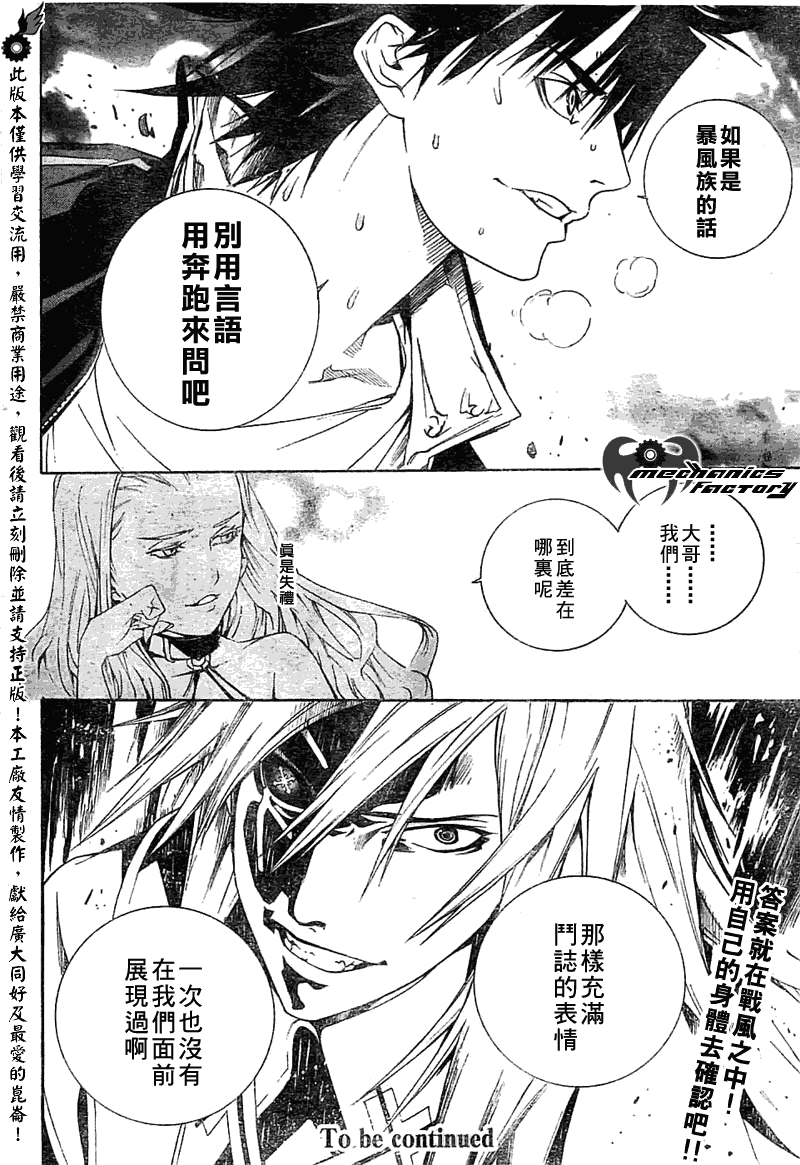 如果是
暴風族的話
別用言語
用奔跑來問吧
mechanics
Factory
……
大哥……
我們……
到底差在
哪裏呢
真是失禮
那樣充滿
鬥誌的表情
一次也沒有
在我們面前
展現過啊
答案就在戰風之中！
用自己的身體去確認吧！！
To be continued
此版本僅供學習交流用，嚴禁商業用途，觀看後請立刻刪除並請支持正版！本工廠友情製作，獻給廣大同好及最愛的崑崙！